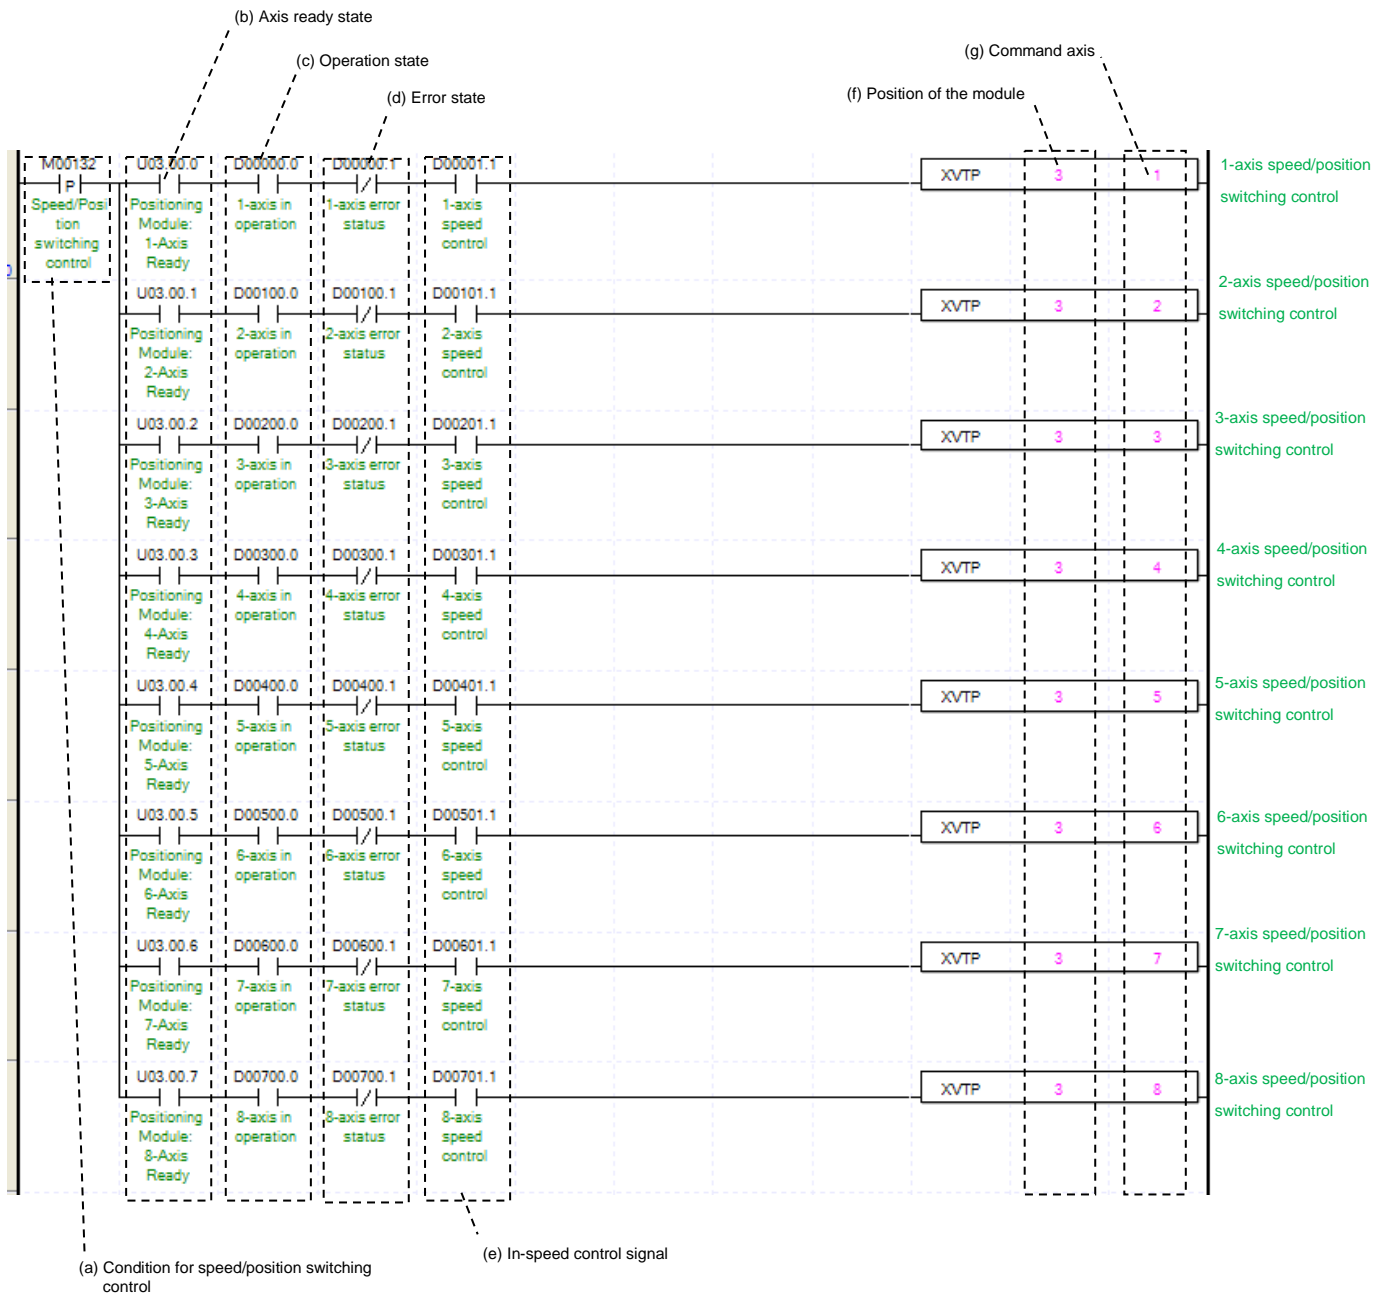 (b) Axis ready state
(c) Operation state
(g) Command axis
(d) Error state
(f) Position of the module
M00132
U03.00.0
D00000.0
D00000.1
D00001.1
P
XVTP 3 1
1-axis speed/position
switching control
Speed/Posi
tion
switching
control
Positioning
Module:
1-Axis
Ready
1-axis in
operation
1-axis error
status
1-axis
speed
control
U03.00.1
D00100.0
D00100.1
D00101.1
XVTP 3 2
2-axis speed/position
switching control
Positioning
Module:
2-Axis
Ready
2-axis in
operation
2-axis error
status
2-axis
speed
control
U03.00.2
D00200.0
D00200.1
D00201.1
XVTP 3 3
3-axis speed/position
switching control
Positioning
Module:
3-Axis
Ready
3-axis in
operation
3-axis error
status
3-axis
speed
control
U03.00.3
D00300.0
D00300.1
D00301.1
XVTP 3 4
4-axis speed/position
switching control
Positioning
Module:
4-Axis
Ready
4-axis in
operation
4-axis error
status
4-axis
speed
control
U03.00.4
D00400.0
D00400.1
D00401.1
XVTP 3 5
5-axis speed/position
switching control
Positioning
Module:
5-Axis
Ready
5-axis in
operation
5-axis error
status
5-axis
speed
control
U03.00.5
D00500.0
D00500.1
D00501.1
XVTP 3 6
6-axis speed/position
switching control
Positioning
Module:
6-Axis
Ready
6-axis in
operation
6-axis error
status
6-axis
speed
control
U03.00.6
D00600.0
D00600.1
D00601.1
XVTP 3 7
7-axis speed/position
switching control
Positioning
Module:
7-Axis
Ready
7-axis in
operation
7-axis error
status
7-axis
speed
control
U03.00.7
D00700.0
D00700.1
D00701.1
XVTP 3 8
8-axis speed/position
switching control
Positioning
Module:
8-Axis
Ready
8-axis in
operation
8-axis error
status
8-axis
speed
control
(e) In-speed control signal
(a) Condition for speed/position switching
control